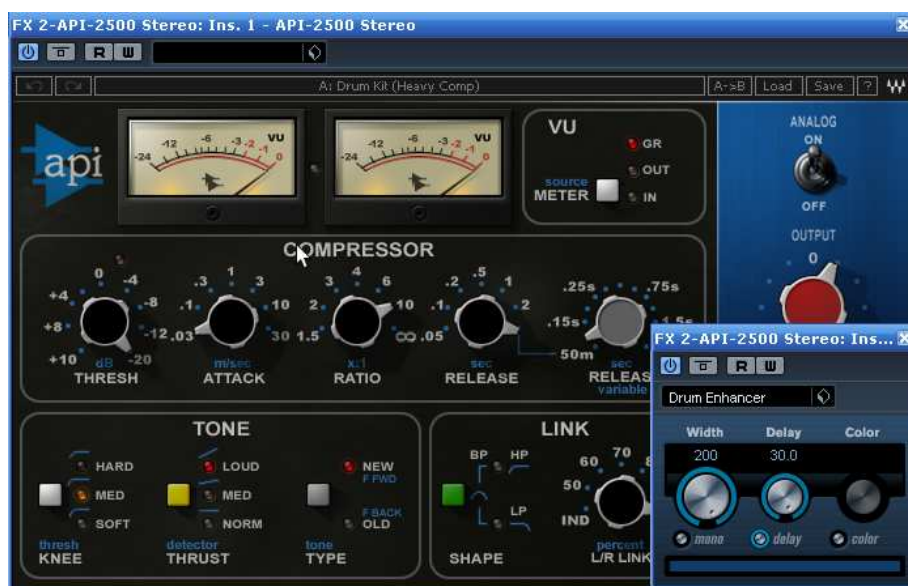 FX 2-API-2500 Stereo: Ins. 1 - API-2500 Stereo
R W
A: Drum Kit (Heavy Comp) A->B Load Save ?
api
-24 -12 -6 -3 -2 -1 0 VU
-24 -12 -6 -3 -2 -1 0 VU
VU
GR
OUT
IN
source
METER
ANALOG
ON
OFF
OUTPUT
0
COMPRESSOR
+10 +8 +4 0 -4 -8 -12 -20
dB
THRESH
.03 .1 .3 1 3 10 30
m/sec
ATTACK
1.5 2 3 4 6 10 ∞
x:1
RATIO
.05 .1 .2 .5 1 2
sec
RELEASE
50m .15s .25s .75s 1.5s
sec
RELEAS
variable
TONE
HARD
MED
SOFT
thresh
KNEE
LOUD
MED
NORM
detector
THRUST
NEW
F FWD
F BACK
OLD
tone
TYPE
LINK
BP HP
LP
SHAPE
IND 50 60 70 8
percent
L/R LINK
FX 2-API-2500 Stereo: Ins...
R W
Drum Enhancer
Width Delay Color
200 30.0
mono delay color